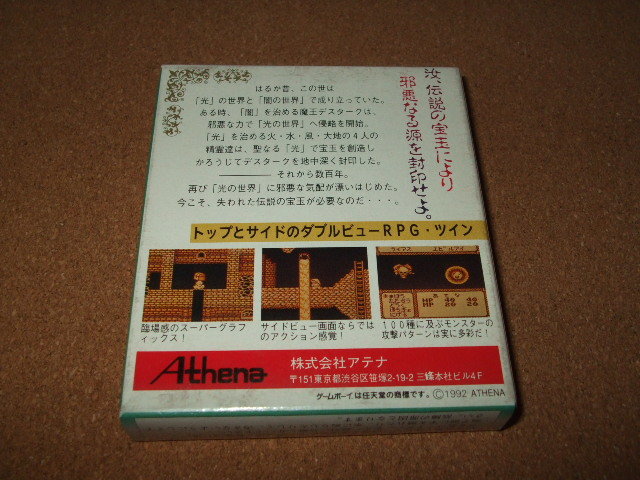 汝、伝説の宝玉により
邪悪なる源を封印せよ。
はるか昔、この世は
「光」の世界と「闇の世界」で成り立っていた。
ある時、「闇」を治める魔王デスタークは、
邪悪な力で「光の世界」へ侵略を開始。
「光」を治める火・水・風・大地の4人の
精霊達は、聖なる「光」で宝玉を創造し
かろうじてデスタークを地中深く封印した。
――それから数百年。
再び「光の世界」に邪悪な気配が漂いはじめた。
今こそ、失われた伝説の宝玉が必要なのだ・・・。
トップとサイドのダブルビューRPG・ツイン
臨場感のスーパーグラフ
ィックス！
サイドビュー画面ならでは
のアクション感覚！
100種に及ぶモンスターの
攻撃パターンは実に多彩だ！
Athena
株式会社アテナ
〒151東京都渋谷区笹塚2-19-2 三條本社ビル4F
ゲームボーイは任天堂の商標です。©1992 ATHENA